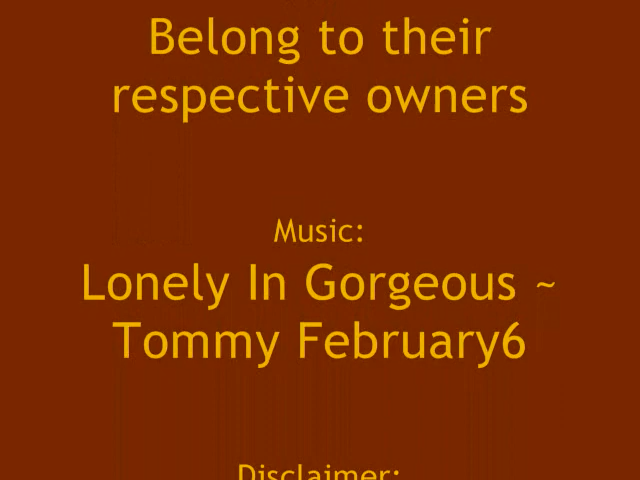 Belong to their
respective owners
Music:
Lonely In Gorgeous ~
Tommy February6
Disclaimer: